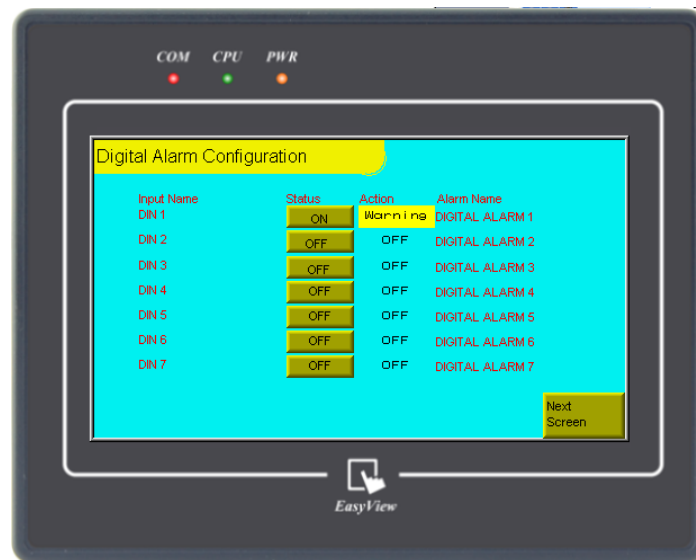 COM CPU PWR
Digital Alarm Configuration
Input Name Status Action Alarm Name
DIN 1 ON Warning DIGITAL ALARM 1
DIN 2 OFF OFF DIGITAL ALARM 2
DIN 3 OFF OFF DIGITAL ALARM 3
DIN 4 OFF OFF DIGITAL ALARM 4
DIN 5 OFF OFF DIGITAL ALARM 5
DIN 6 OFF OFF DIGITAL ALARM 6
DIN 7 OFF OFF DIGITAL ALARM 7
Next
Screen
EasyView